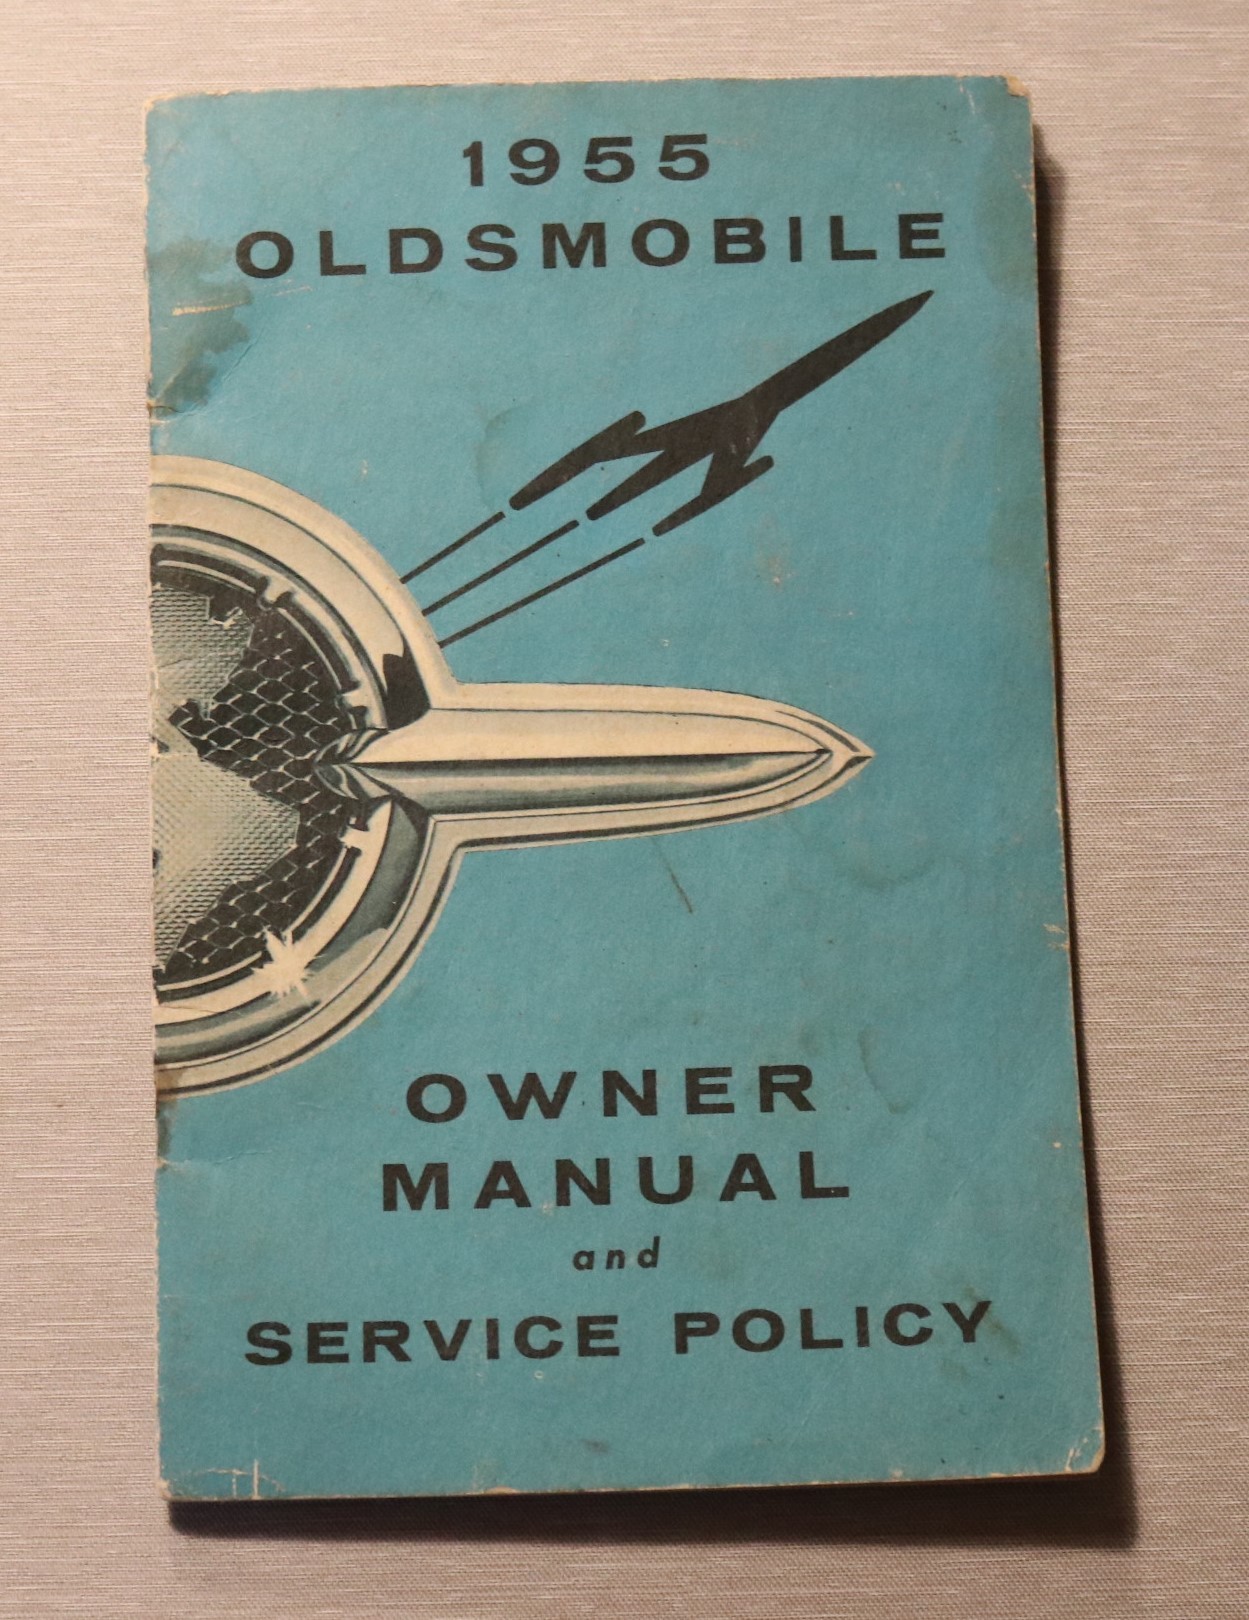 1955
OLDSMOBILE
OWNER
MANUAL
and
SERVICE POLICY